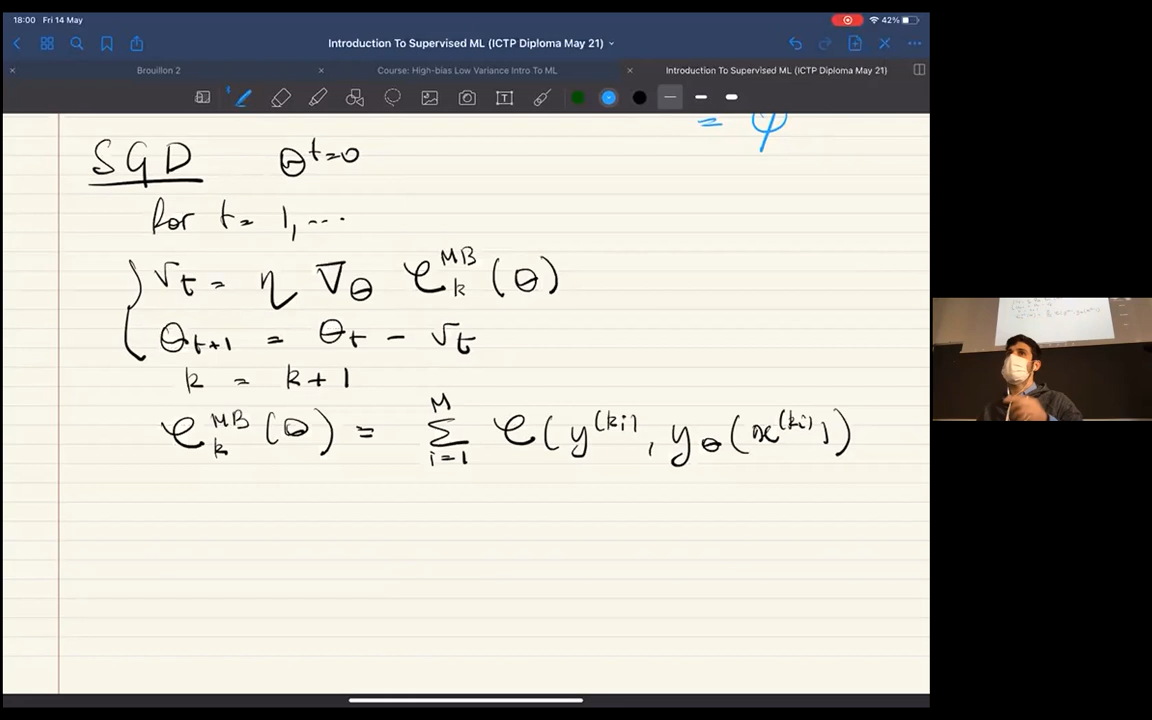 18:00 Fri 14 May
42%
Introduction To Supervised ML (ICTP Diploma May 21)
Brouillon 2
Course: High-bias Low Variance Intro To ML
Introduction To Supervised ML (ICTP Diploma May 21)
= φ
SGD θ^{t=0}
for t = 1, ...
v_t = η ∇_θ C_k^{MB}(θ)
θ_{t+1} = θ_t − v_t
k = k + 1
C_k^{MB}(θ) = Σ_{i=1}^{M} C(y^{(ki)}, y_θ(x^{(ki)}))